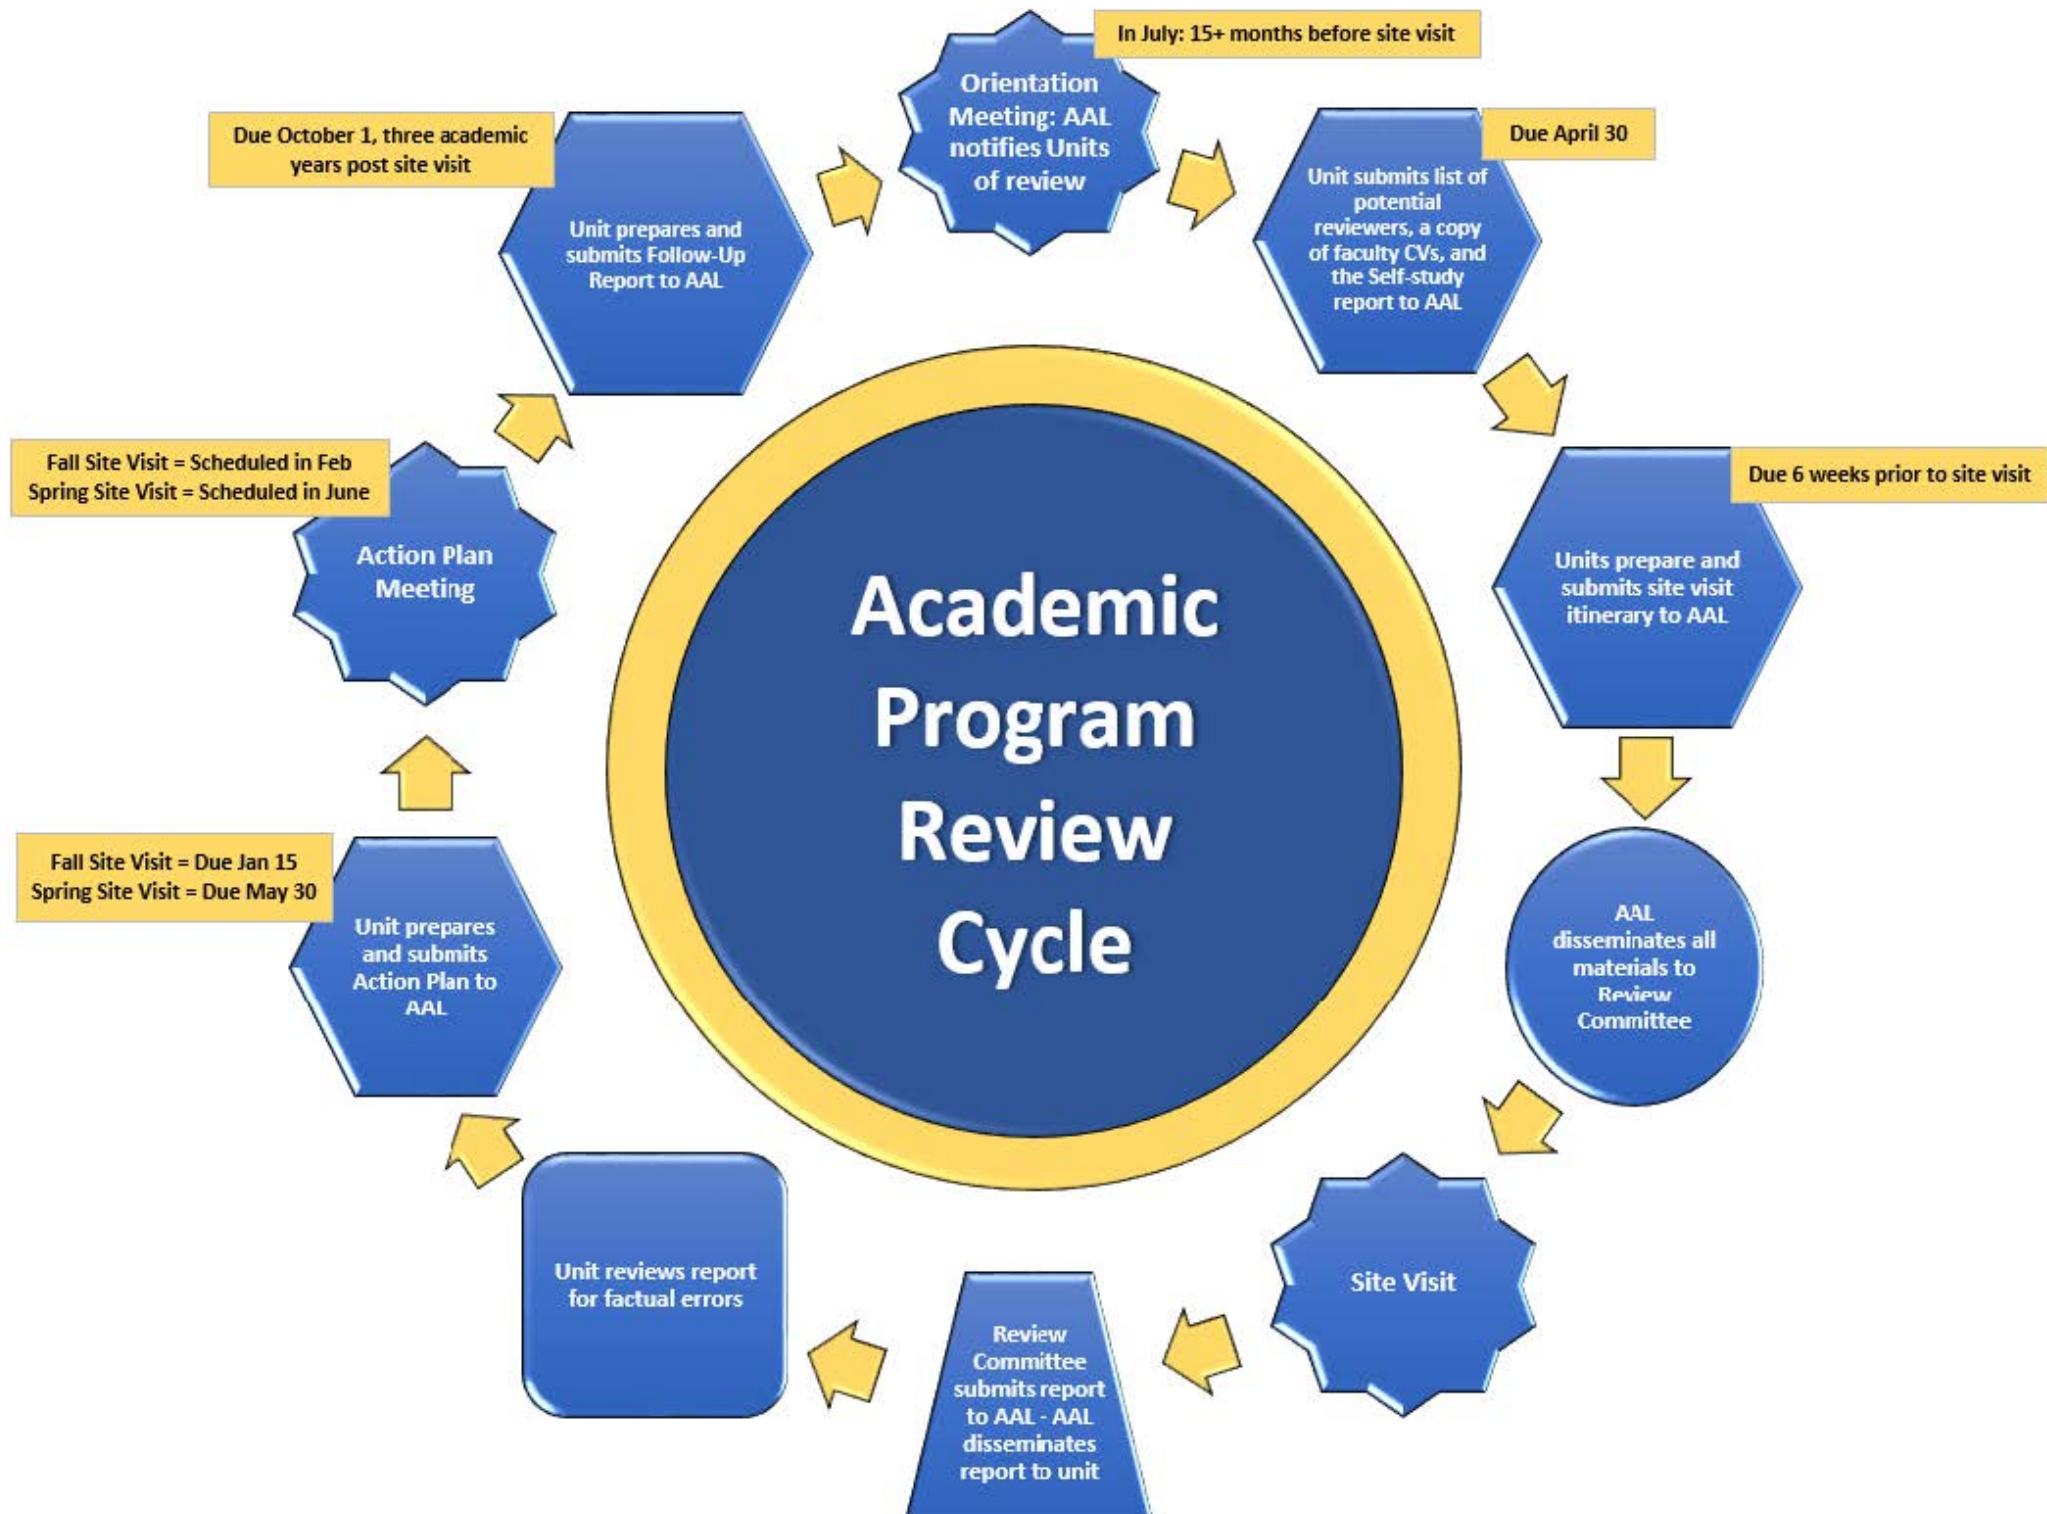 In July: 15+ months before site visit
Orientation
Meeting: AAL
notifies Units
of review
Due April 30
Unit submits list of
potential
reviewers, a copy
of faculty CVs, and
the Self-study
report to AAL
Due 6 weeks prior to site visit
Units prepare and
submits site visit
itinerary to AAL
AAL
disseminates all
materials to
Review
Committee
Site Visit
Review
Committee
submits report
to AAL - AAL
disseminates
report to unit
Unit reviews report
for factual errors
Fall Site Visit = Due Jan 15
Spring Site Visit = Due May 30
Unit prepares
and submits
Action Plan to
AAL
Fall Site Visit = Scheduled in Feb
Spring Site Visit = Scheduled in June
Action Plan
Meeting
Due October 1, three academic
years post site visit
Unit prepares and
submits Follow-Up
Report to AAL
Academic
Program
Review
Cycle